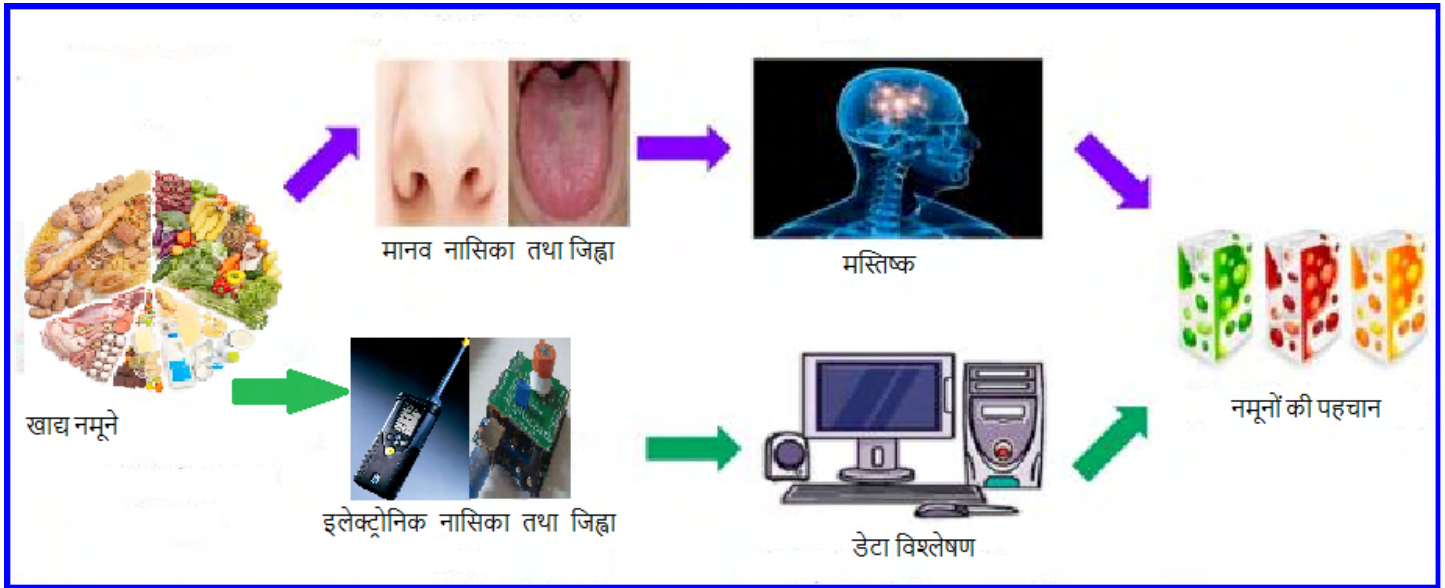 मानव नासिका तथा जिह्वा
मस्तिष्क
खाद्य नमूने
नमूनों की पहचान
इलेक्ट्रोनिक नासिका तथा जिह्वा
डेटा विश्लेषण